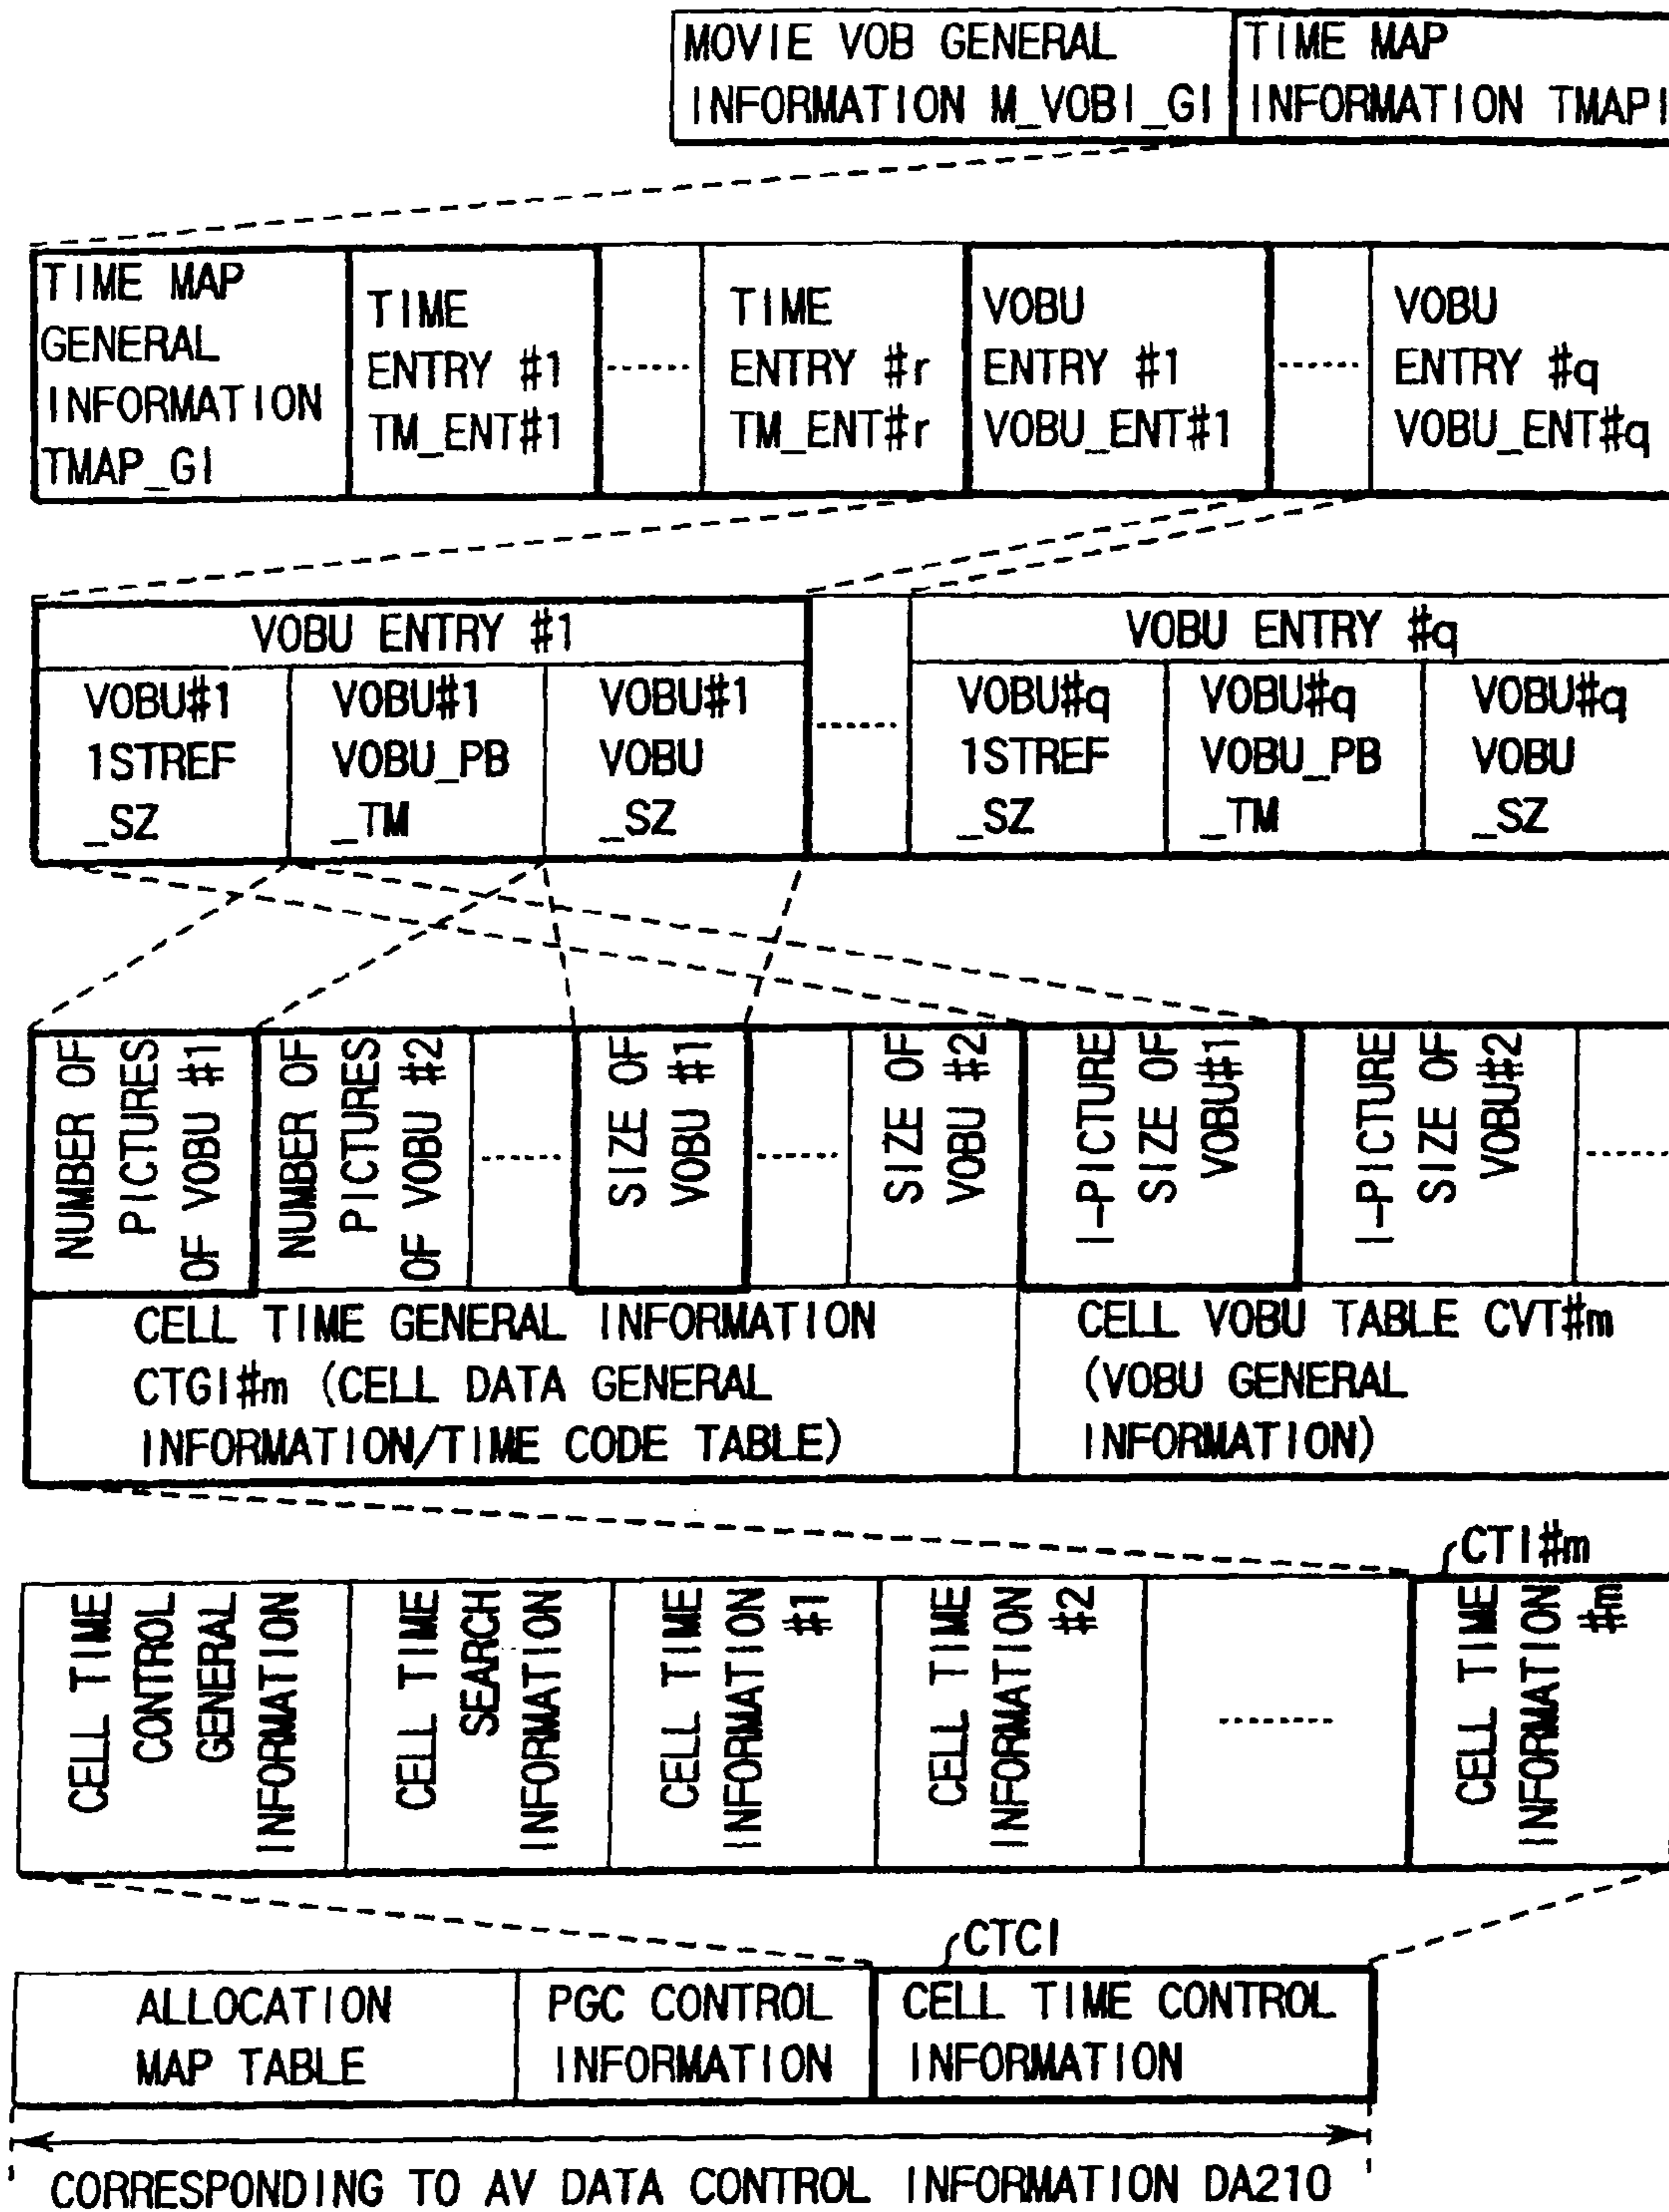 MOVIE VOB GENERAL
INFORMATION M_VOBI_GI
TIME MAP
INFORMATION TMAPI
TIME MAP
GENERAL
INFORMATION
TMAP_GI
TIME
ENTRY #1
TM_ENT#1
TIME
ENTRY #r
TM_ENT#r
VOBU
ENTRY #1
VOBU_ENT#1
VOBU
ENTRY #q
VOBU_ENT#q
VOBU ENTRY #1
VOBU#1
1STREF
_SZ
VOBU#1
VOBU_PB
_TM
VOBU#1
VOBU
_SZ
VOBU ENTRY #q
VOBU#q
1STREF
_SZ
VOBU#q
VOBU_PB
_TM
VOBU#q
VOBU
_SZ
NUMBER OF
PICTURES
OF VOBU #1
NUMBER OF
PICTURES
OF VOBU #2
SIZE OF
VOBU #1
SIZE OF
VOBU #2
I-PICTURE
SIZE OF
VOBU#1
I-PICTURE
SIZE OF
VOBU#2
CELL TIME GENERAL INFORMATION
CTGI#m (CELL DATA GENERAL
INFORMATION/TIME CODE TABLE)
CELL VOBU TABLE CVT#m
(VOBU GENERAL
INFORMATION)
CTI#m
CELL TIME
CONTROL
GENERAL
INFORMATION
CELL TIME
SEARCH
INFORMATION
CELL TIME
INFORMATION
#1
CELL TIME
INFORMATION
#2
CELL TIME
INFORMATION
#m
CTCI
ALLOCATION
MAP TABLE
PGC CONTROL
INFORMATION
CELL TIME CONTROL
INFORMATION
CORRESPONDING TO AV DATA CONTROL INFORMATION DA210